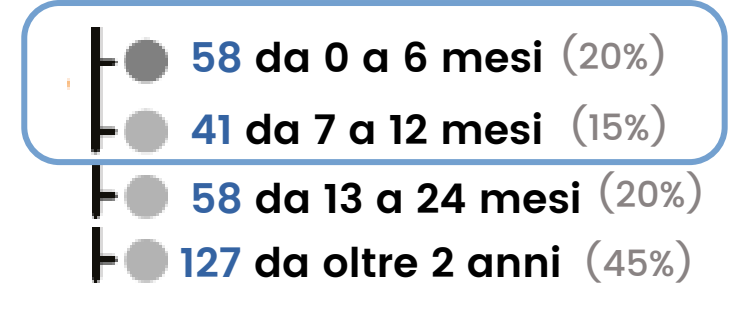 58 da 0 a 6 mesi (20%)
41 da 7 a 12 mesi (15%)
58 da 13 a 24 mesi (20%)
127 da oltre 2 anni (45%)